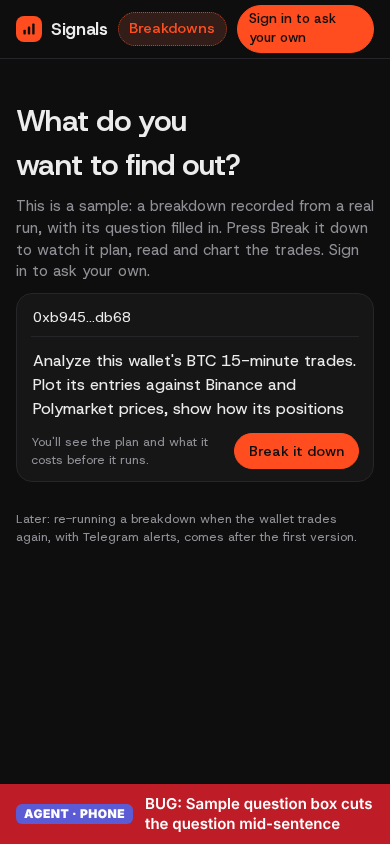 Signals
Breakdowns
Sign in to ask
your own
What do you
want to find out?
This is a sample: a breakdown recorded from a real
run, with its question filled in. Press Break it down
to watch it plan, read and chart the trades. Sign
in to ask your own.
0xb945…db68
Analyze this wallet's BTC 15-minute trades.
Plot its entries against Binance and
Polymarket prices, show how its positions
You'll see the plan and what it
costs before it runs.
Break it down
Later: re-running a breakdown when the wallet trades
again, with Telegram alerts, comes after the first version.
AGENT · PHONE
BUG: Sample question box cuts
the question mid-sentence